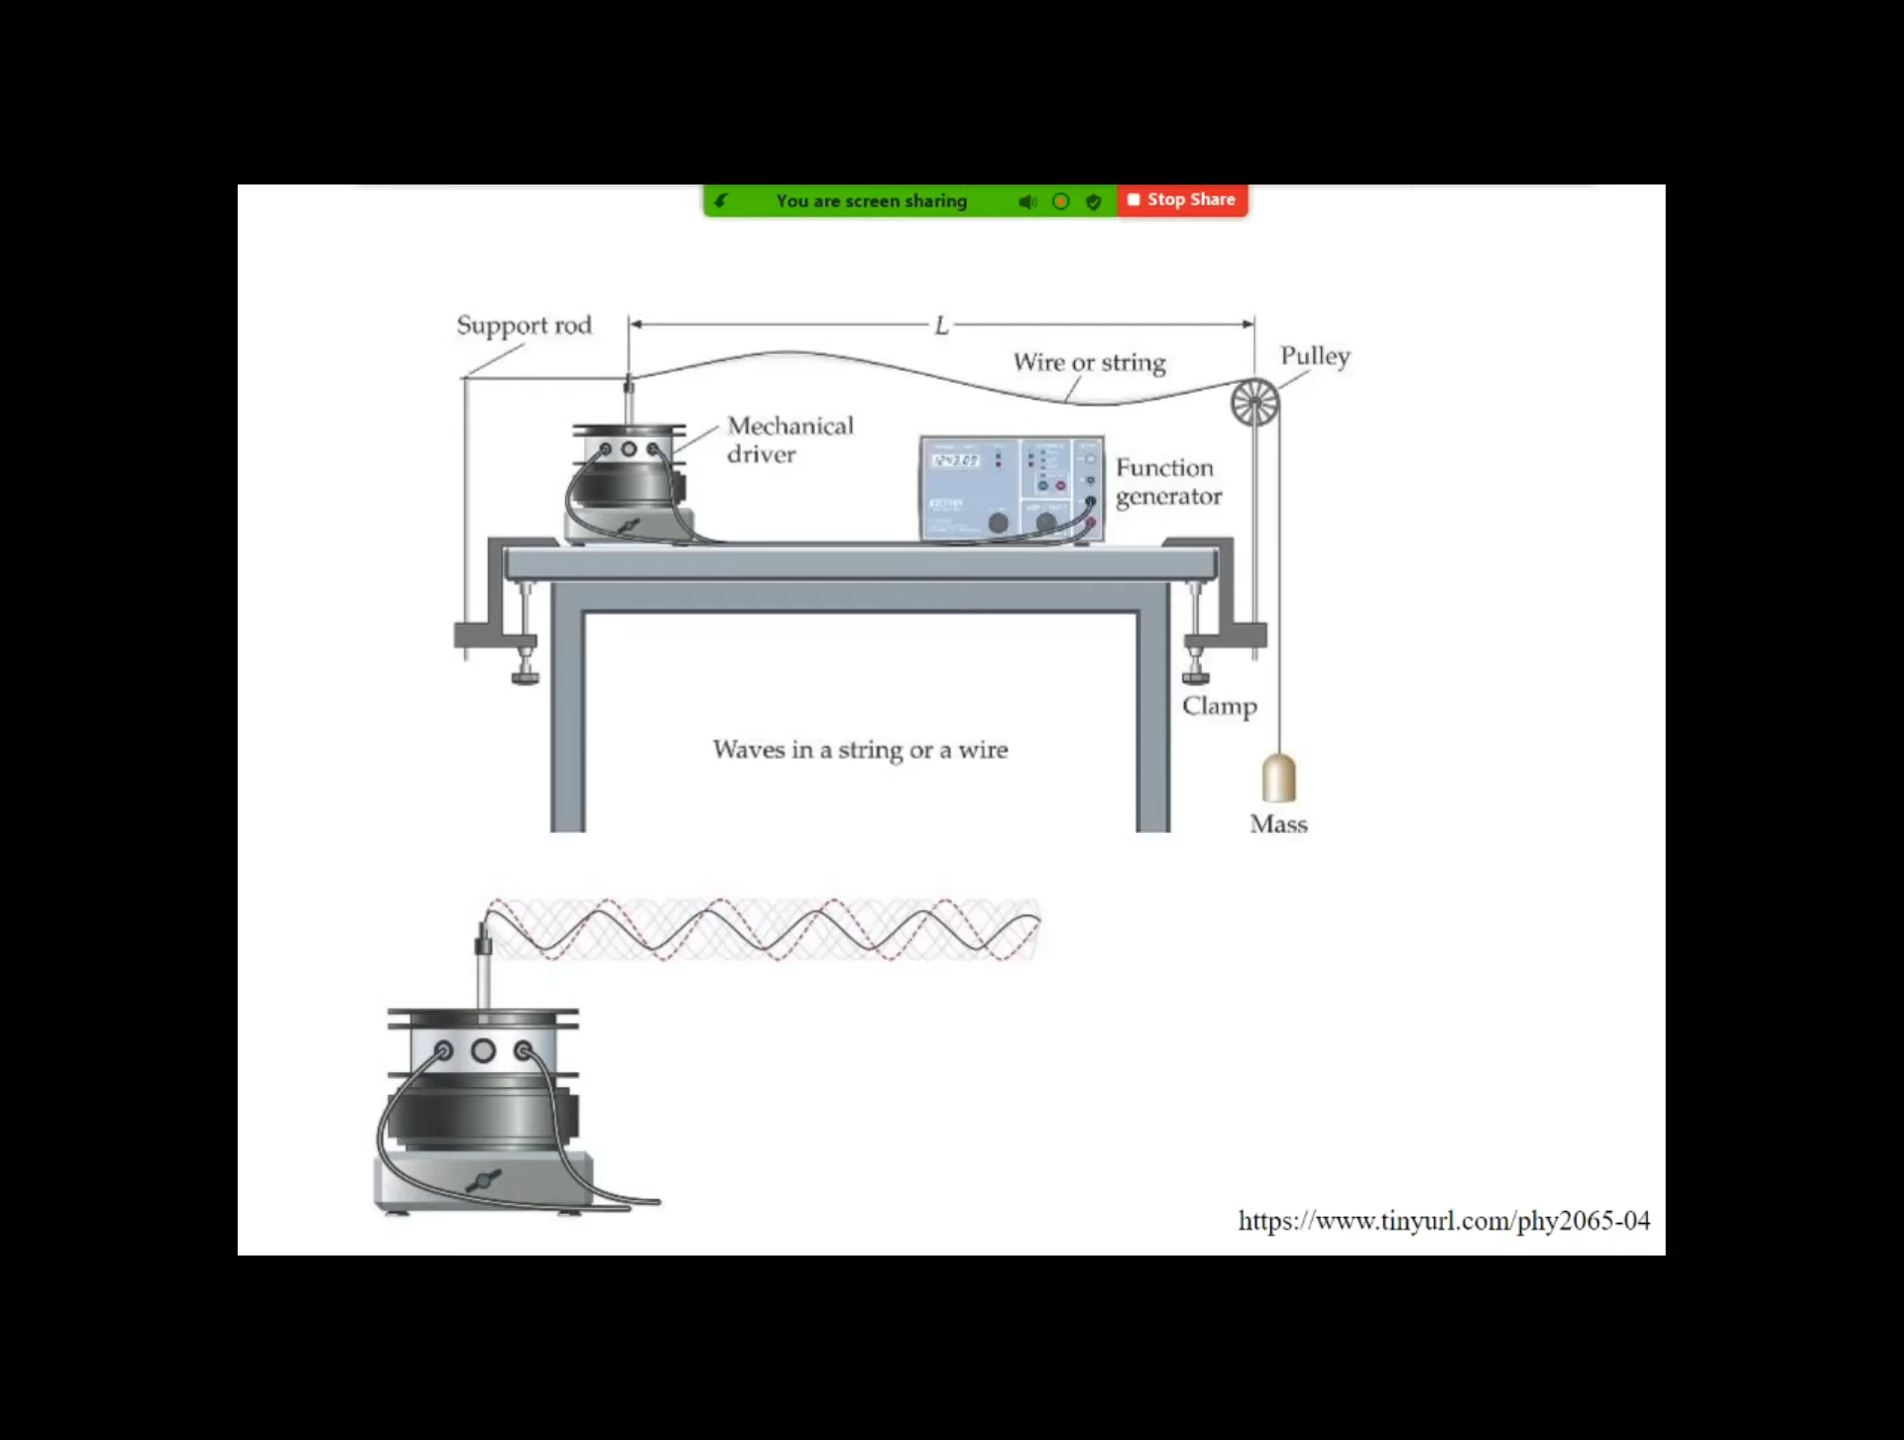 You are screen sharing
Stop Share
Support rod
L
Wire or string
Pulley
Mechanical
driver
Function
generator
Clamp
Waves in a string or a wire
Mass
https://www.tinyurl.com/phy2065-04